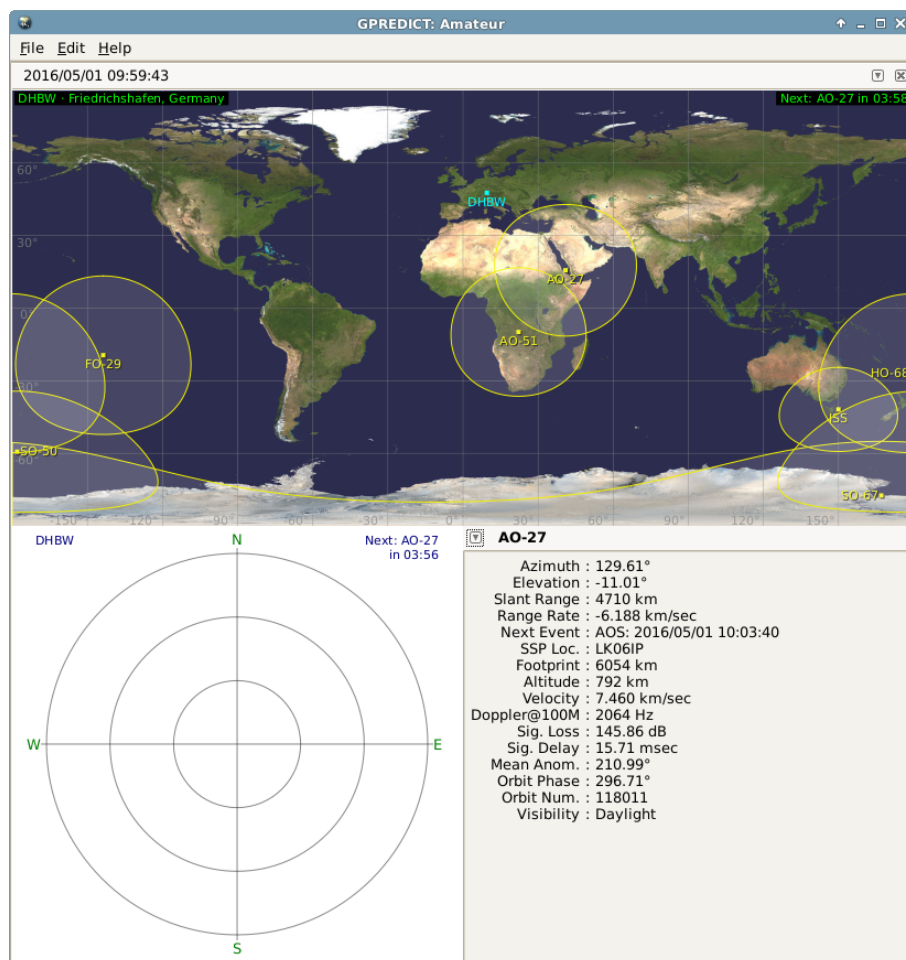 GPREDICT: Amateur
File Edit Help
2016/05/01 09:59:43
DHBW · Friedrichshafen, Germany
Next: AO-27 in 03:58
60°
DHBW
30°
AO-27
0°
AO-51
FO-29
HO-68
-30°
ISS
SO-50
-60°
SO-67
-150° -120° -90° -60° -30° 0° 30° 60° 90° 120° 150°
DHBW
N
Next: AO-27
in 03:56
W
E
S
AO-27
Azimuth : 129.61°
Elevation : -11.01°
Slant Range : 4710 km
Range Rate : -6.188 km/sec
Next Event : AOS: 2016/05/01 10:03:40
SSP Loc. : LK06IP
Footprint : 6054 km
Altitude : 792 km
Velocity : 7.460 km/sec
Doppler@100M : 2064 Hz
Sig. Loss : 145.86 dB
Sig. Delay : 15.71 msec
Mean Anom. : 210.99°
Orbit Phase : 296.71°
Orbit Num. : 118011
Visibility : Daylight